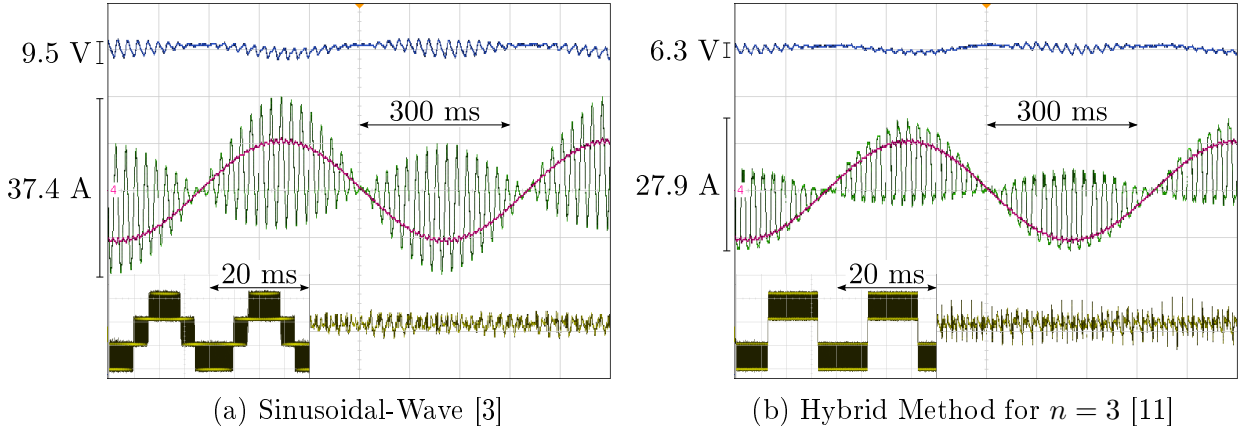 9.5 V
300 ms
37.4 A
4
20 ms
(a) Sinusoidal-Wave [3]
6.3 V
300 ms
27.9 A
4
20 ms
(b) Hybrid Method for n = 3 [11]